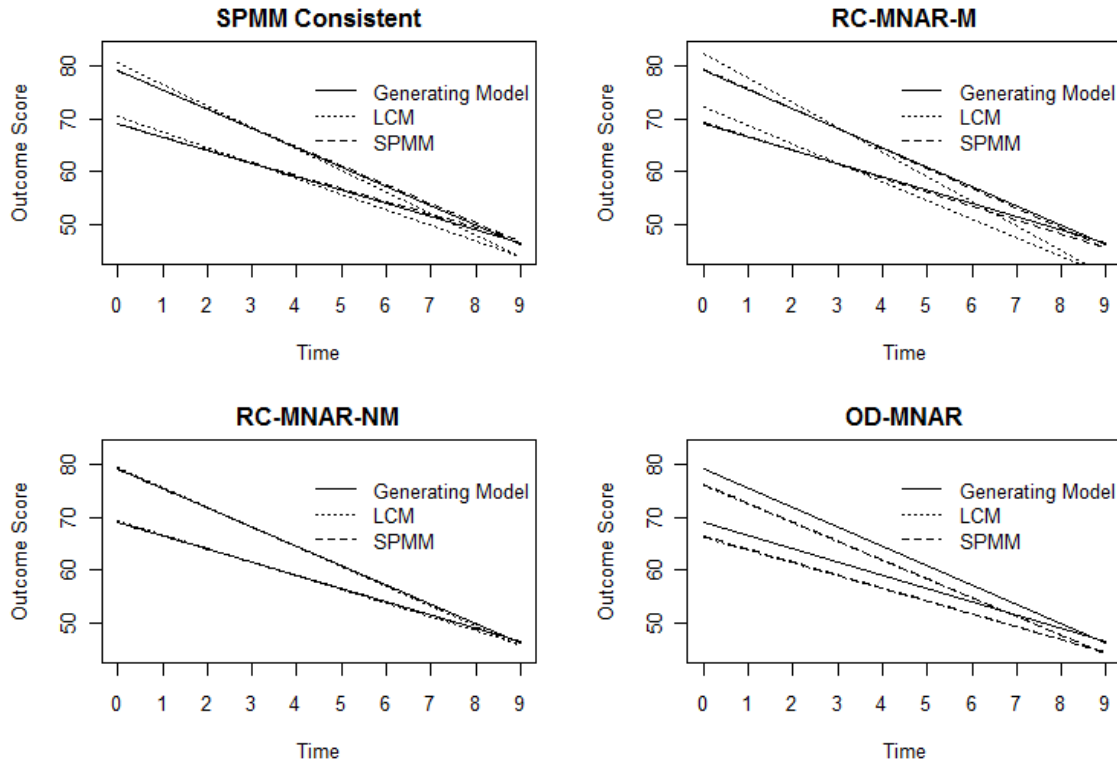 SPMM Consistent
Outcome Score
80
70
60
50
Generating Model
LCM
SPMM
0 1 2 3 4 5 6 7 8 9
Time
RC-MNAR-M
Outcome Score
80
70
60
50
Generating Model
LCM
SPMM
0 1 2 3 4 5 6 7 8 9
Time
RC-MNAR-NM
Outcome Score
80
70
60
50
Generating Model
LCM
SPMM
0 1 2 3 4 5 6 7 8 9
Time
OD-MNAR
Outcome Score
80
70
60
50
Generating Model
LCM
SPMM
0 1 2 3 4 5 6 7 8 9
Time